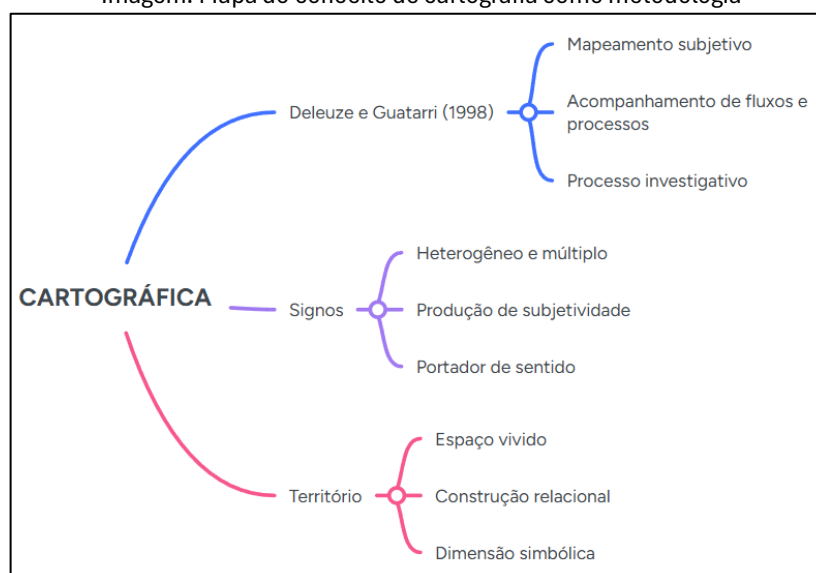 Imagem: Mapa do conceito de cartografia como metodologia
Mapeamento subjetivo
Deleuze e Guatarri (1998)
Acompanhamento de fluxos e
processos
Processo investigativo
CARTOGRÁFICA
Heterogêneo e múltiplo
Signos
Produção de subjetividade
Portador de sentido
Espaço vivido
Território
Construção relacional
Dimensão simbólica